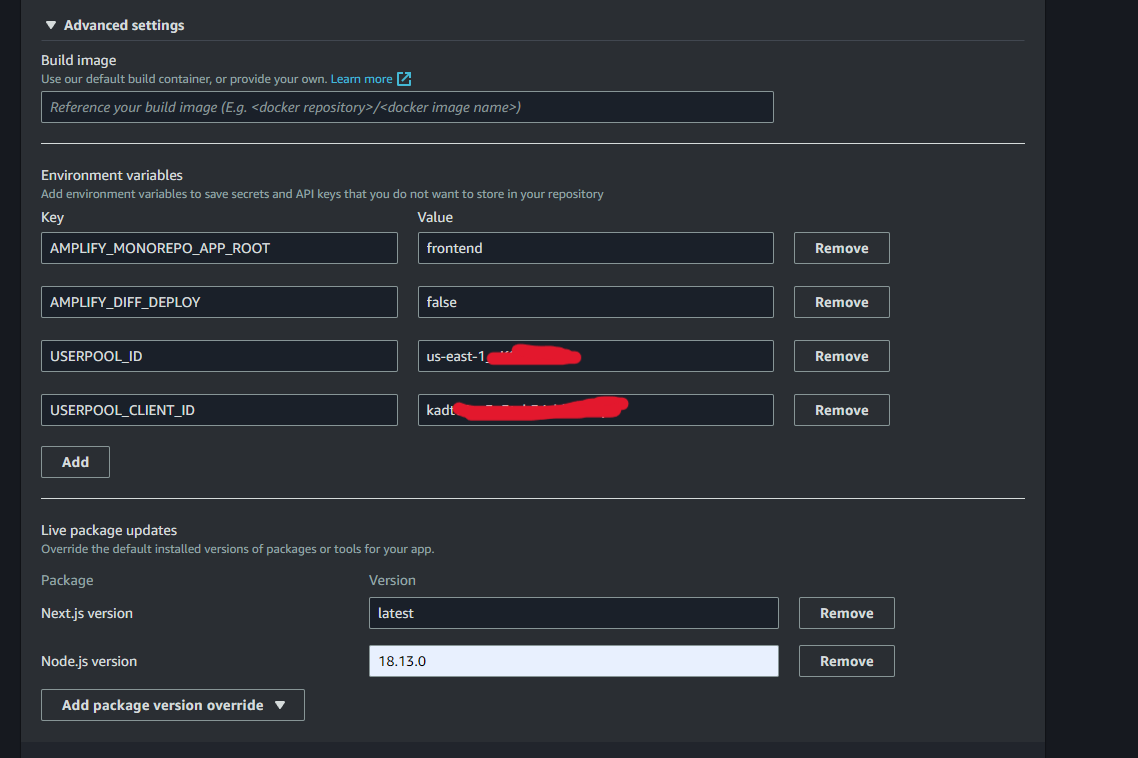 Advanced settings
Build image
Use our default build container, or provide your own. Learn more
Reference your build image (E.g. <docker repository>/<docker image name>)
Environment variables
Add environment variables to save secrets and API keys that you do not want to store in your repository
Key Value
AMPLIFY_MONOREPO_APP_ROOT frontend Remove
AMPLIFY_DIFF_DEPLOY false Remove
USERPOOL_ID us-east-1_ Remove
USERPOOL_CLIENT_ID kadt Remove
Add
Live package updates
Override the default installed versions of packages or tools for your app.
Package Version
Next.js version latest Remove
Node.js version 18.13.0 Remove
Add package version override